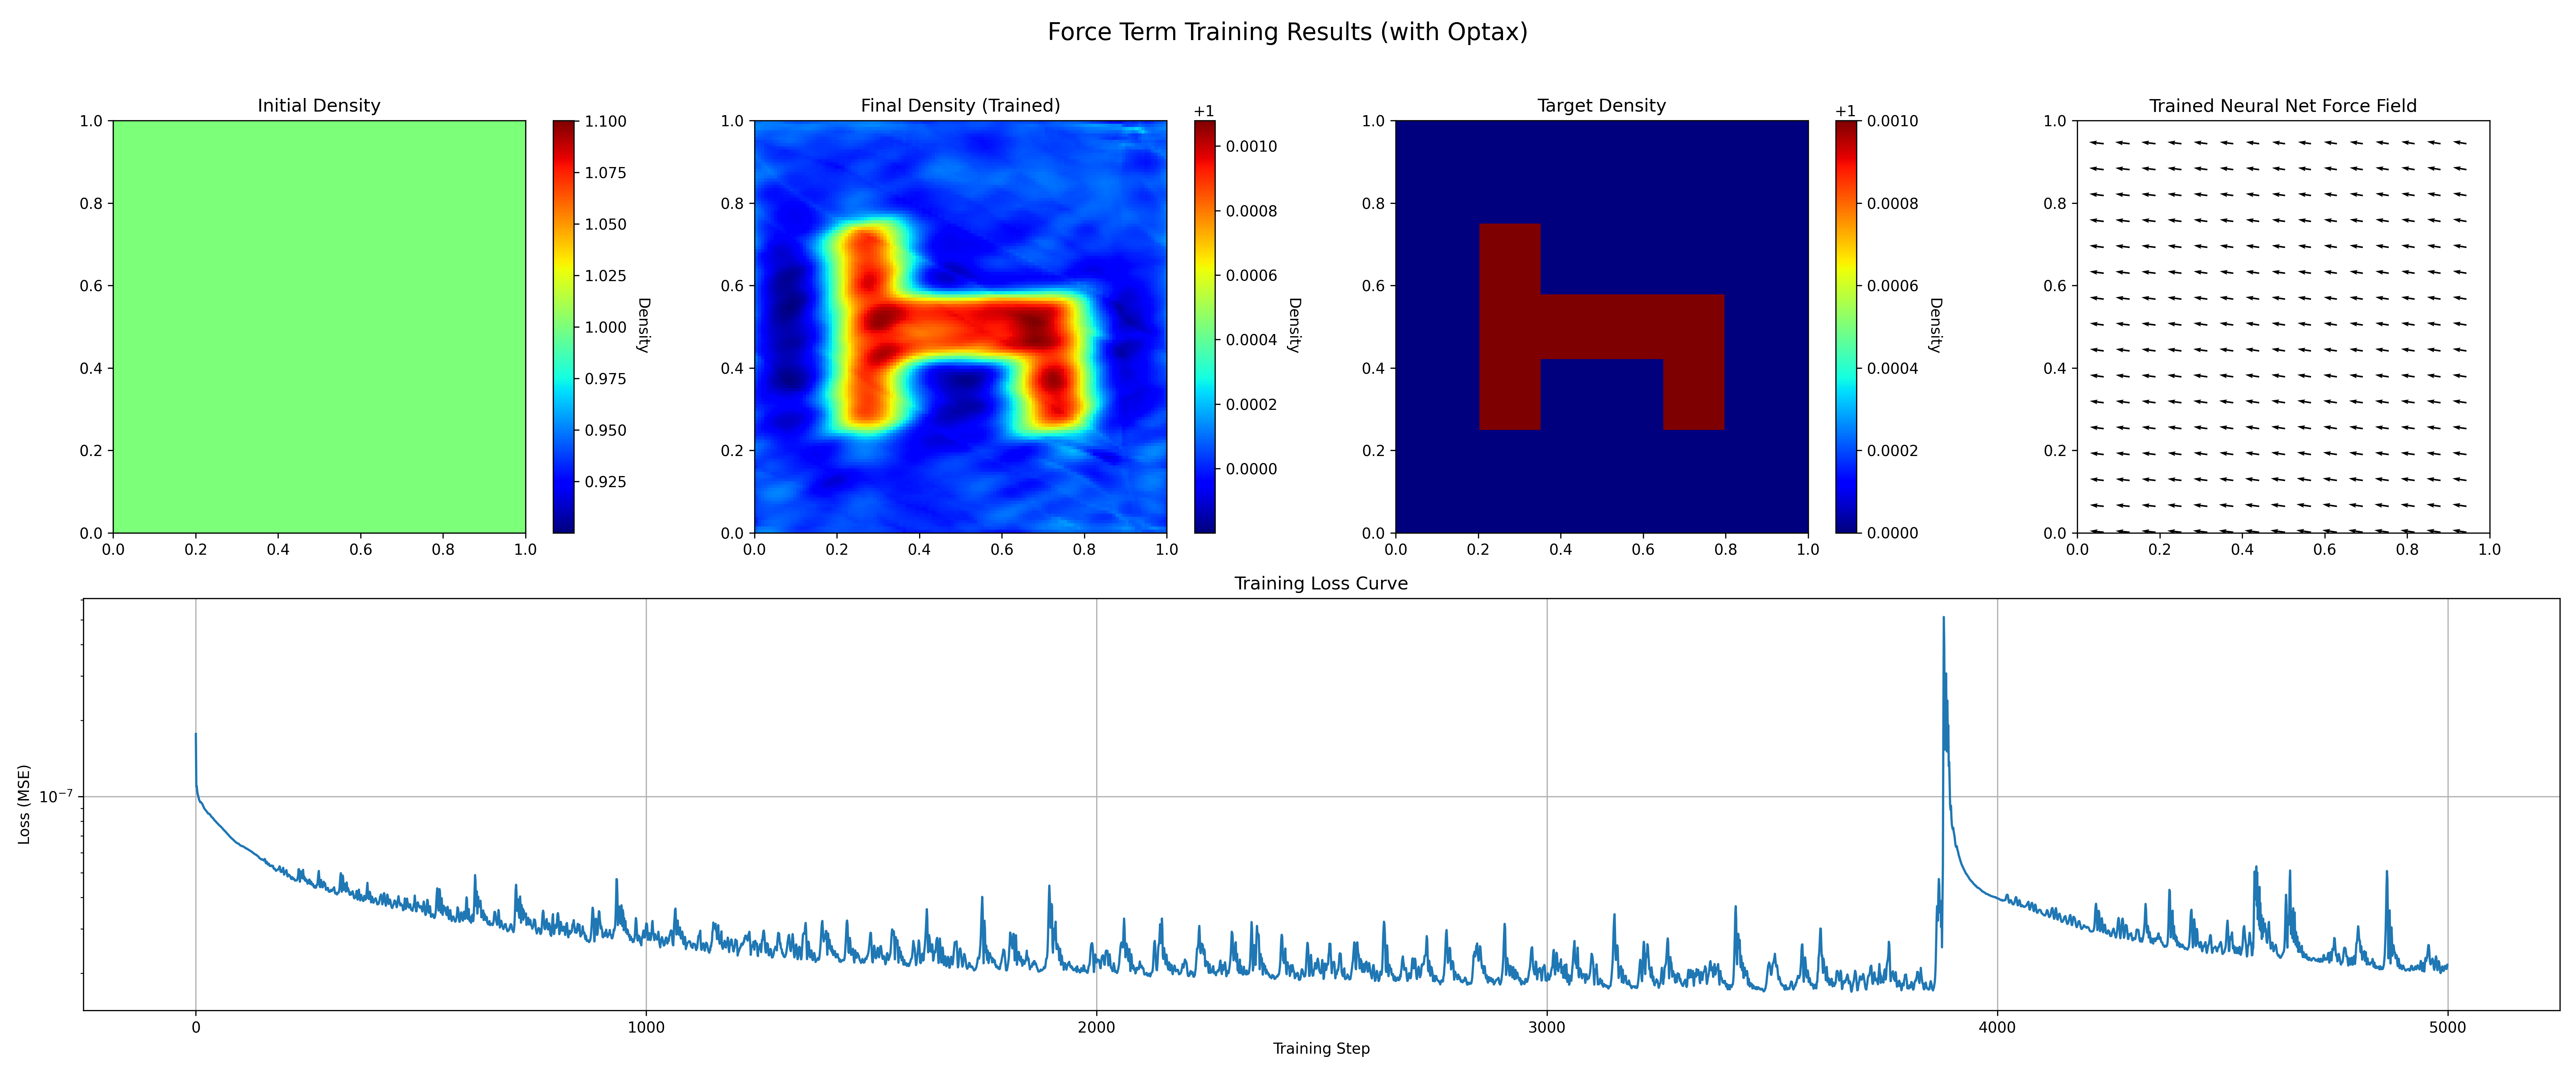 Force Term Training Results (with Optax)
Initial Density
1.0
0.8
0.6
0.4
0.2
0.0
0.0 0.2 0.4 0.6 0.8 1.0
1.100
1.075
1.050
1.025
1.000
0.975
0.950
0.925
Density
Final Density (Trained)
1.0
0.8
0.6
0.4
0.2
0.0
0.0 0.2 0.4 0.6 0.8 1.0
+1
0.0010
0.0008
0.0006
0.0004
0.0002
0.0000
Density
Target Density
1.0
0.8
0.6
0.4
0.2
0.0
0.0 0.2 0.4 0.6 0.8 1.0
+1
0.0010
0.0008
0.0006
0.0004
0.0002
0.0000
Density
Trained Neural Net Force Field
1.0
0.8
0.6
0.4
0.2
0.0
0.0 0.2 0.4 0.6 0.8 1.0
Training Loss Curve
Loss (MSE)
10⁻⁷
0 1000 2000 3000 4000 5000
Training Step